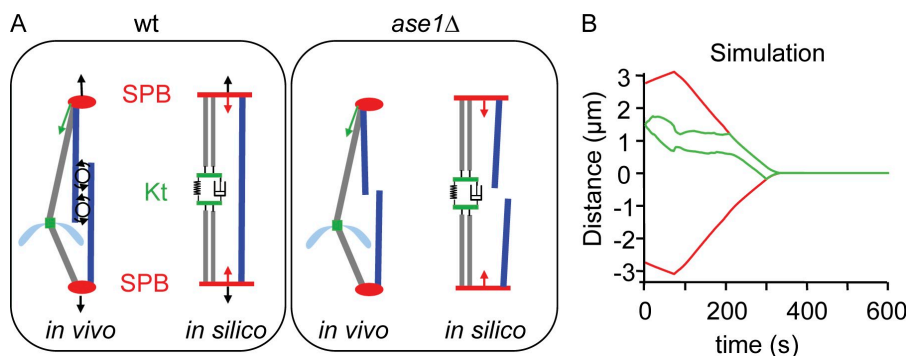 A
wt
ase1Δ
SPB
Kt
SPB
in vivo
in silico
in vivo
in silico
B
Simulation
Distance (μm)
3
2
1
0
-1
-2
-3
0
200
400
600
time (s)